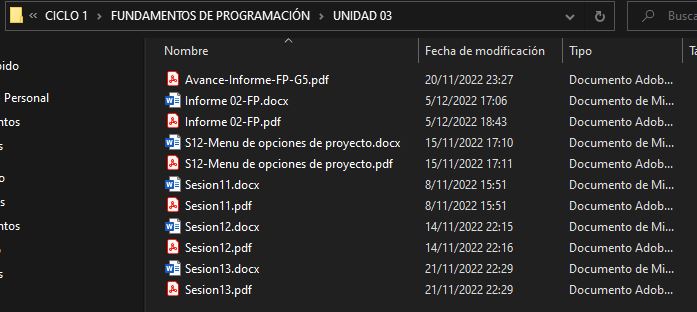 « CICLO 1 > FUNDAMENTOS DE PROGRAMACIÓN > UNIDAD 03
Busca
Nombre Fecha de modificación Tipo
pido
Personal
ntos
s
o
ntos
s
Avance-Informe-FP-G5.pdf 20/11/2022 23:27 Documento Adob...
Informe 02-FP.docx 5/12/2022 17:06 Documento de Mi...
Informe 02-FP.pdf 5/12/2022 18:43 Documento Adob...
S12-Menu de opciones de proyecto.docx 15/11/2022 17:10 Documento de Mi...
S12-Menu de opciones de proyecto.pdf 15/11/2022 17:11 Documento Adob...
Sesion11.docx 8/11/2022 15:51 Documento de Mi...
Sesion11.pdf 8/11/2022 15:51 Documento Adob...
Sesion12.docx 14/11/2022 22:15 Documento de Mi...
Sesion12.pdf 14/11/2022 22:16 Documento Adob...
Sesion13.docx 21/11/2022 22:29 Documento de Mi...
Sesion13.pdf 21/11/2022 22:29 Documento Adob...